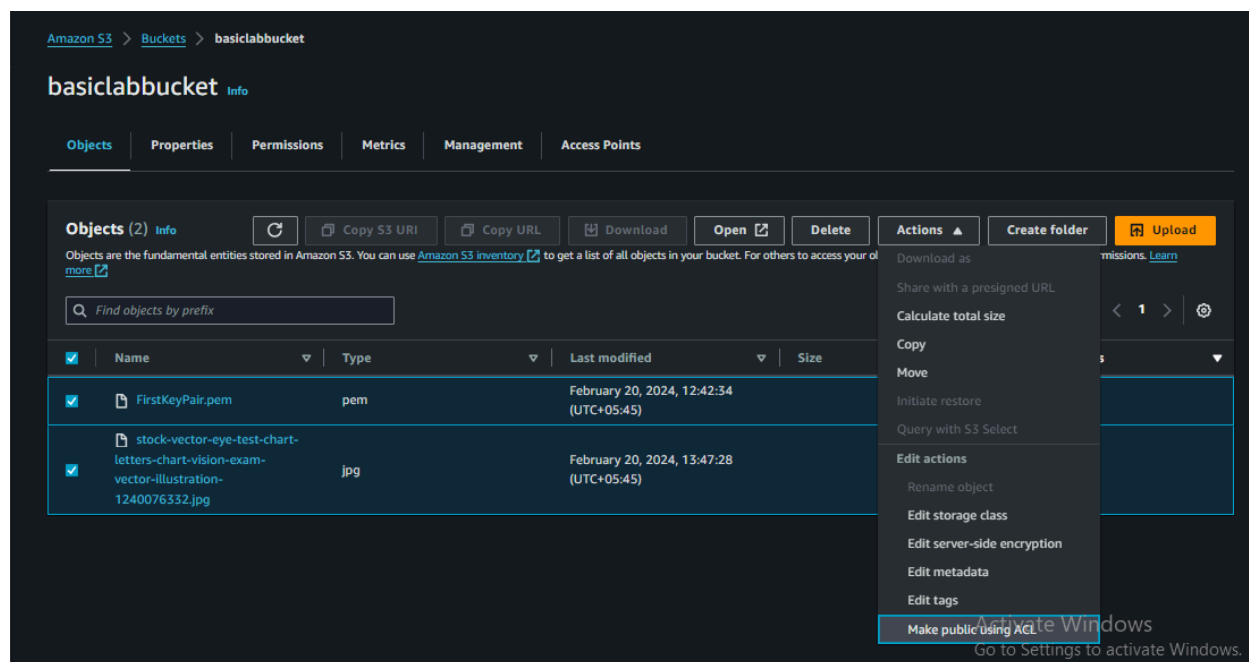 Amazon S3 > Buckets > basiclabbucket
basiclabbucket Info
Objects Properties Permissions Metrics Management Access Points
Objects (2) Info Copy S3 URI Copy URL Download Open Delete Actions Create folder Upload
Objects are the fundamental entities stored in Amazon S3. You can use Amazon S3 inventory to get a list of all objects in your bucket. For others to access your missions. Learn
more
Find objects by prefix
1
Name Type Last modified Size
FirstKeyPair.pem pem February 20, 2024, 12:42:34
(UTC+05:45)
stock-vector-eye-test-chart-
letters-chart-vision-exam-
vector-illustration-
1240076332.jpg
jpg
February 20, 2024, 13:47:28
(UTC+05:45)
Download as
Share with a presigned URL
Calculate total size
Copy
Move
Initiate restore
Query with S3 Select
Edit actions
Rename object
Edit storage class
Edit server-side encryption
Edit metadata
Edit tags
Make public using ACL
Activate Windows
Go to Settings to activate Windows.